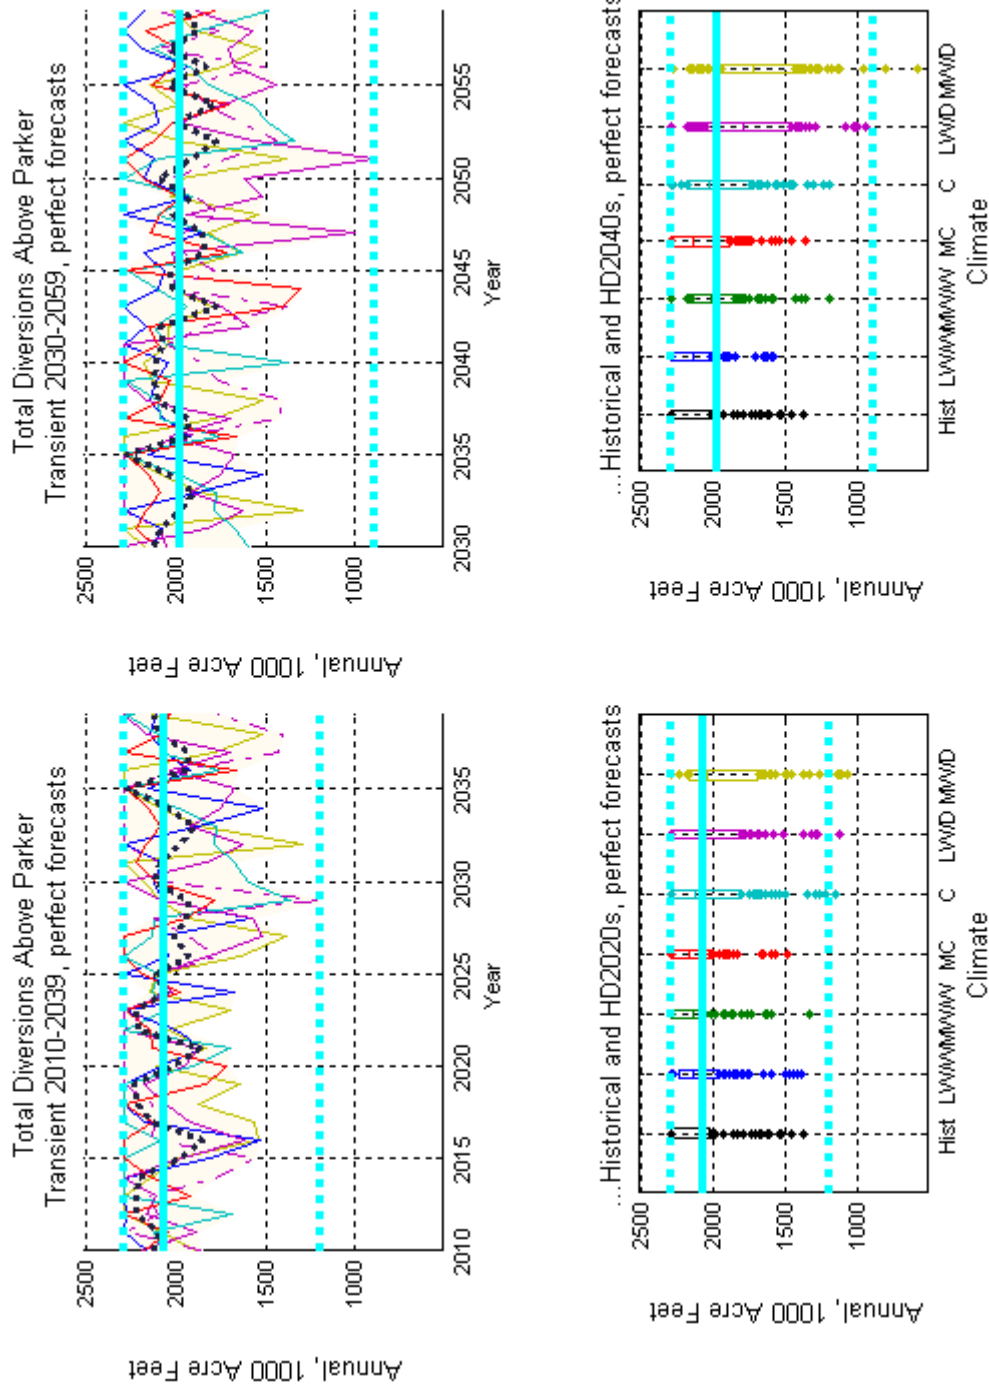 Total Diversions Above Parker
Transient 2010-2039, perfect forecasts
Annual, 1000 Acre Feet
2500
2000
1500
1000
2010
2015
2020
2025
2030
2035
Year
Total Diversions Above Parker
Transient 2030-2059, perfect forecasts
Annual, 1000 Acre Feet
2500
2000
1500
1000
2030
2035
2040
2045
2050
2055
Year
...Historical and HD2020s, perfect forecasts
Annual, 1000 Acre Feet
2500
2000
1500
1000
Hist LWWMWW MC C LWD MWD
Climate
...Historical and HD2040s, perfect forecasts
Annual, 1000 Acre Feet
2500
2000
1500
1000
Hist LWWMWW MC C LWD MWD
Climate